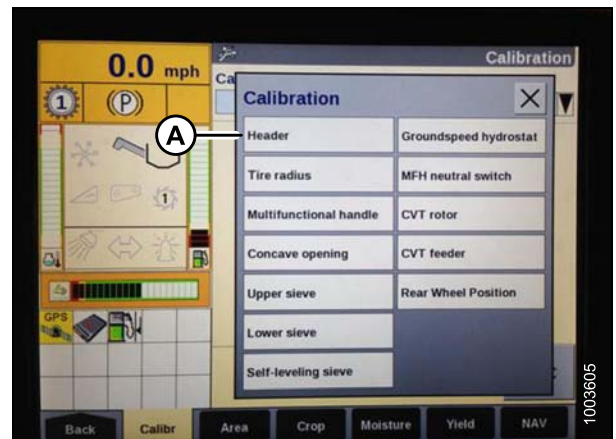 0.0 mph
Calibration
Ca
1
(P)
Calibration
A
Header
Groundspeed hydrostat
Tire radius
MFH neutral switch
1
Multifunctional handle
CVT rotor
Concave opening
CVT feeder
Upper sieve
Rear Wheel Position
GPS
Lower sieve
Self-leveling sieve
Back
Calibr
Area
Crop
Moisture
Yield
NAV
1003605